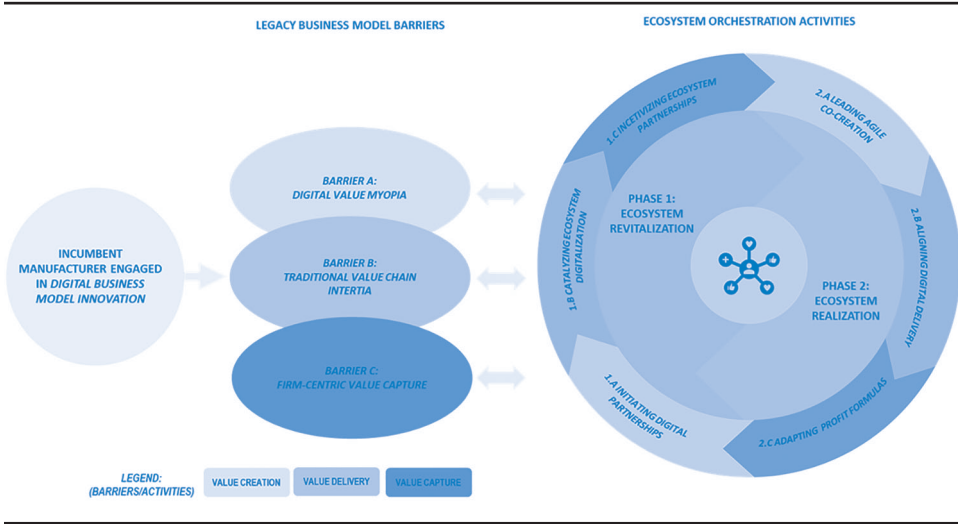 LEGACY BUSINESS MODEL BARRIERS
ECOSYSTEM ORCHESTRATION ACTIVITIES
INCUMBENT
MANUFACTURER ENGAGED
IN DIGITAL BUSINESS
MODEL INNOVATION
BARRIER A:
DIGITAL VALUE MYOPIA
BARRIER B:
TRADITIONAL VALUE CHAIN
INTERTIA
BARRIER C:
FIRM-CENTRIC VALUE CAPTURE
PHASE 1:
ECOSYSTEM
REVITALIZATION
1.A INITIATING DIGITAL
PARTNERSHIPS
1.B CATALYZING ECOSYSTEM
DIGITALIZATION
1.C INCETIVIZING ECOSYSTEM
PARTNERSHIPS
PHASE 2:
ECOSYSTEM
REALIZATION
2.A LEADING AGILE
CO-CREATION
2.B ALIGNING DIGITAL DELIVERY
2.C ADAPTING PROFIT FORMULAS
LEGEND:
(BARRIERS/ACTIVITIES)
VALUE CREATION
VALUE DELIVERY
VALUE CAPTURE